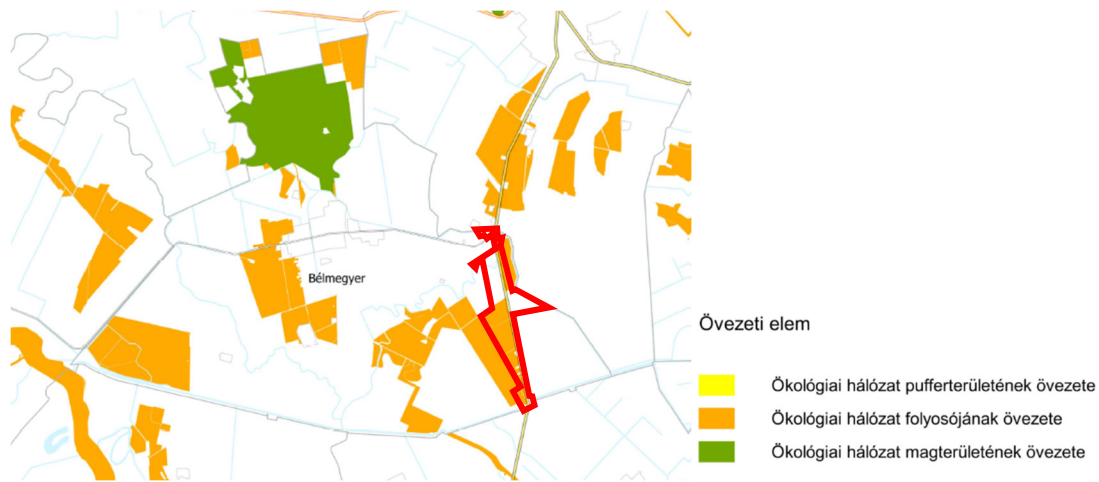 Bélmegyer
Övezeti elem
Ökológiai hálózat pufferterületének övezete
Ökológiai hálózat folyosójának övezete
Ökológiai hálózat magterületének övezete